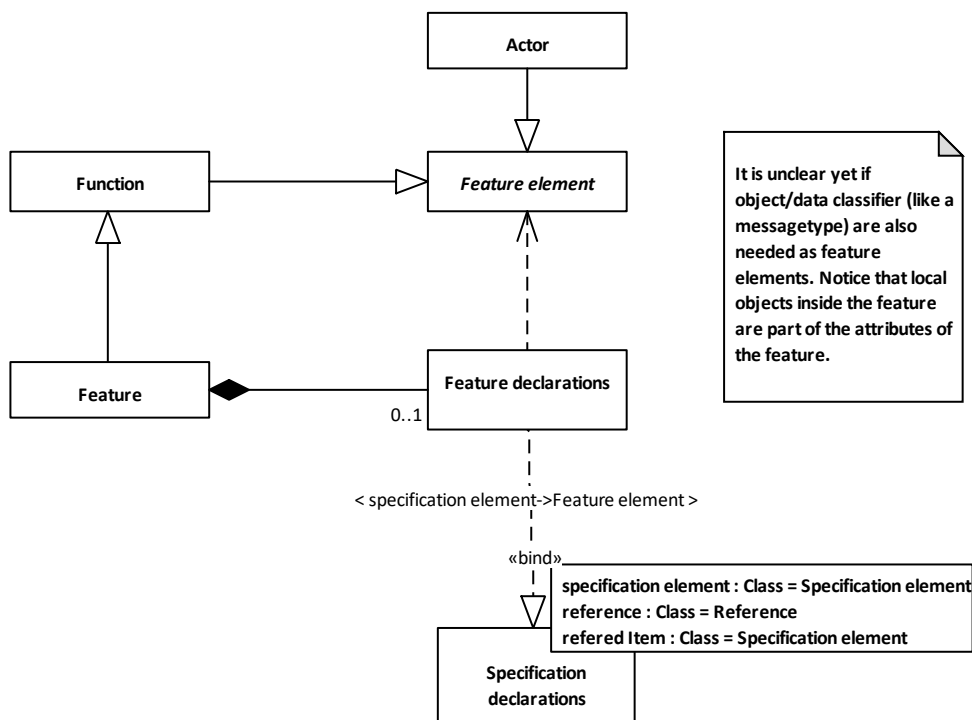 Actor
Function
Feature element
It is unclear yet if
object/data classifier (like a
messagetype) are also
needed as feature
elements. Notice that local
objects inside the feature
are part of the attributes of
the feature.
Feature
Feature declarations
0..1
< specification element->Feature element >
«bind»
specification element : Class = Specification element
reference : Class = Reference
refered Item : Class = Specification element
Specification
declarations